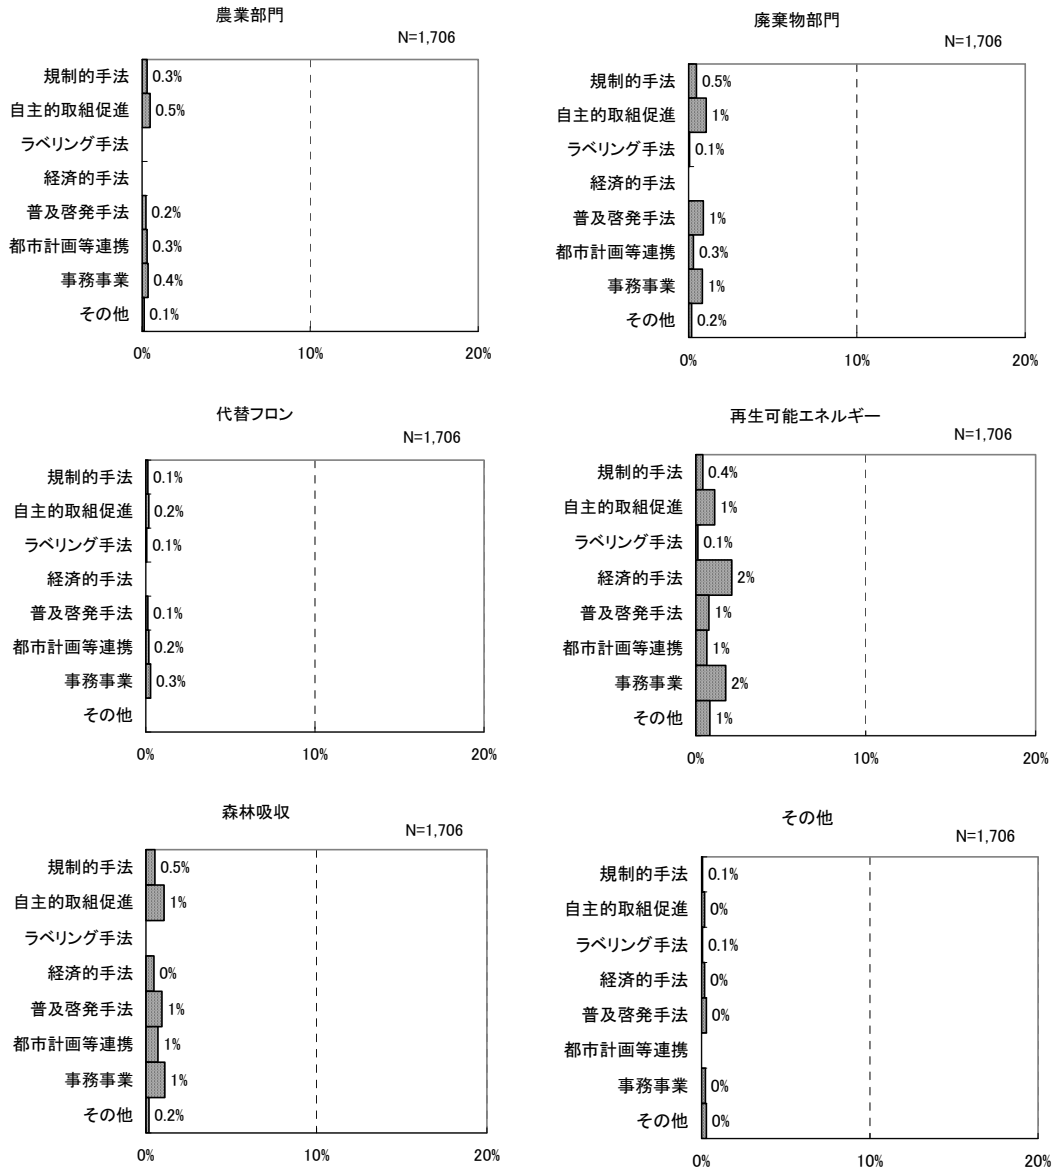 農業部門
N=1,706
規制的手法 0.3%
自主的取組促進 0.5%
ラベリング手法
経済的手法
普及啓発手法 0.2%
都市計画等連携 0.3%
事務事業 0.4%
その他 0.1%
0% 10% 20%
廃棄物部門
N=1,706
規制的手法 0.5%
自主的取組促進 1%
ラベリング手法 0.1%
経済的手法
普及啓発手法 1%
都市計画等連携 0.3%
事務事業 1%
その他 0.2%
0% 10% 20%
代替フロン
N=1,706
規制的手法 0.1%
自主的取組促進 0.2%
ラベリング手法 0.1%
経済的手法
普及啓発手法 0.1%
都市計画等連携 0.2%
事務事業 0.3%
その他
0% 10% 20%
再生可能エネルギー
N=1,706
規制的手法 0.4%
自主的取組促進 1%
ラベリング手法 0.1%
経済的手法 2%
普及啓発手法 1%
都市計画等連携 1%
事務事業 2%
その他 1%
0% 10% 20%
森林吸収
N=1,706
規制的手法 0.5%
自主的取組促進 1%
ラベリング手法
経済的手法 0%
普及啓発手法 1%
都市計画等連携 1%
事務事業 1%
その他 0.2%
0% 10% 20%
その他
N=1,706
規制的手法 0.1%
自主的取組促進 0%
ラベリング手法 0.1%
経済的手法 0%
普及啓発手法 0%
都市計画等連携
事務事業 0%
その他 0%
0% 10% 20%